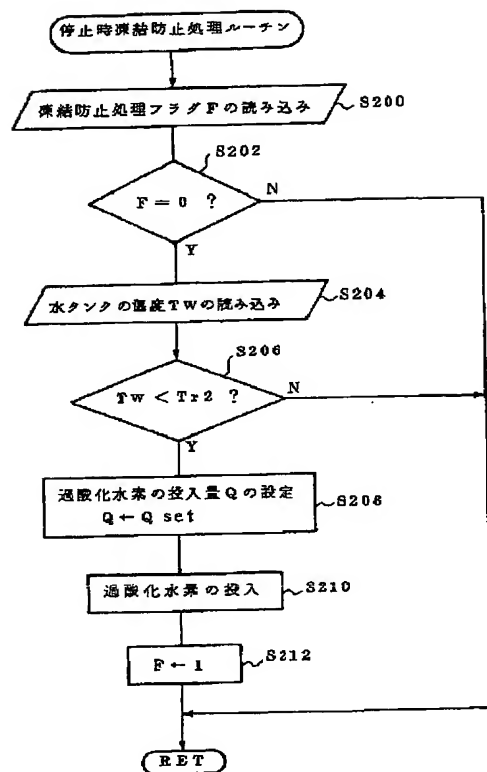 停止時凍結防止処理ルーチン
凍結防止処理フラグFの読み込み
S200
S202
F=0 ?
N
Y
水タンクの温度TWの読み込み
S204
S206
Tw<Tr2 ?
N
Y
過酸化水素の投入量Qの設定
Q←Q set
S208
過酸化水素の投入
S210
F←1
S212
RET